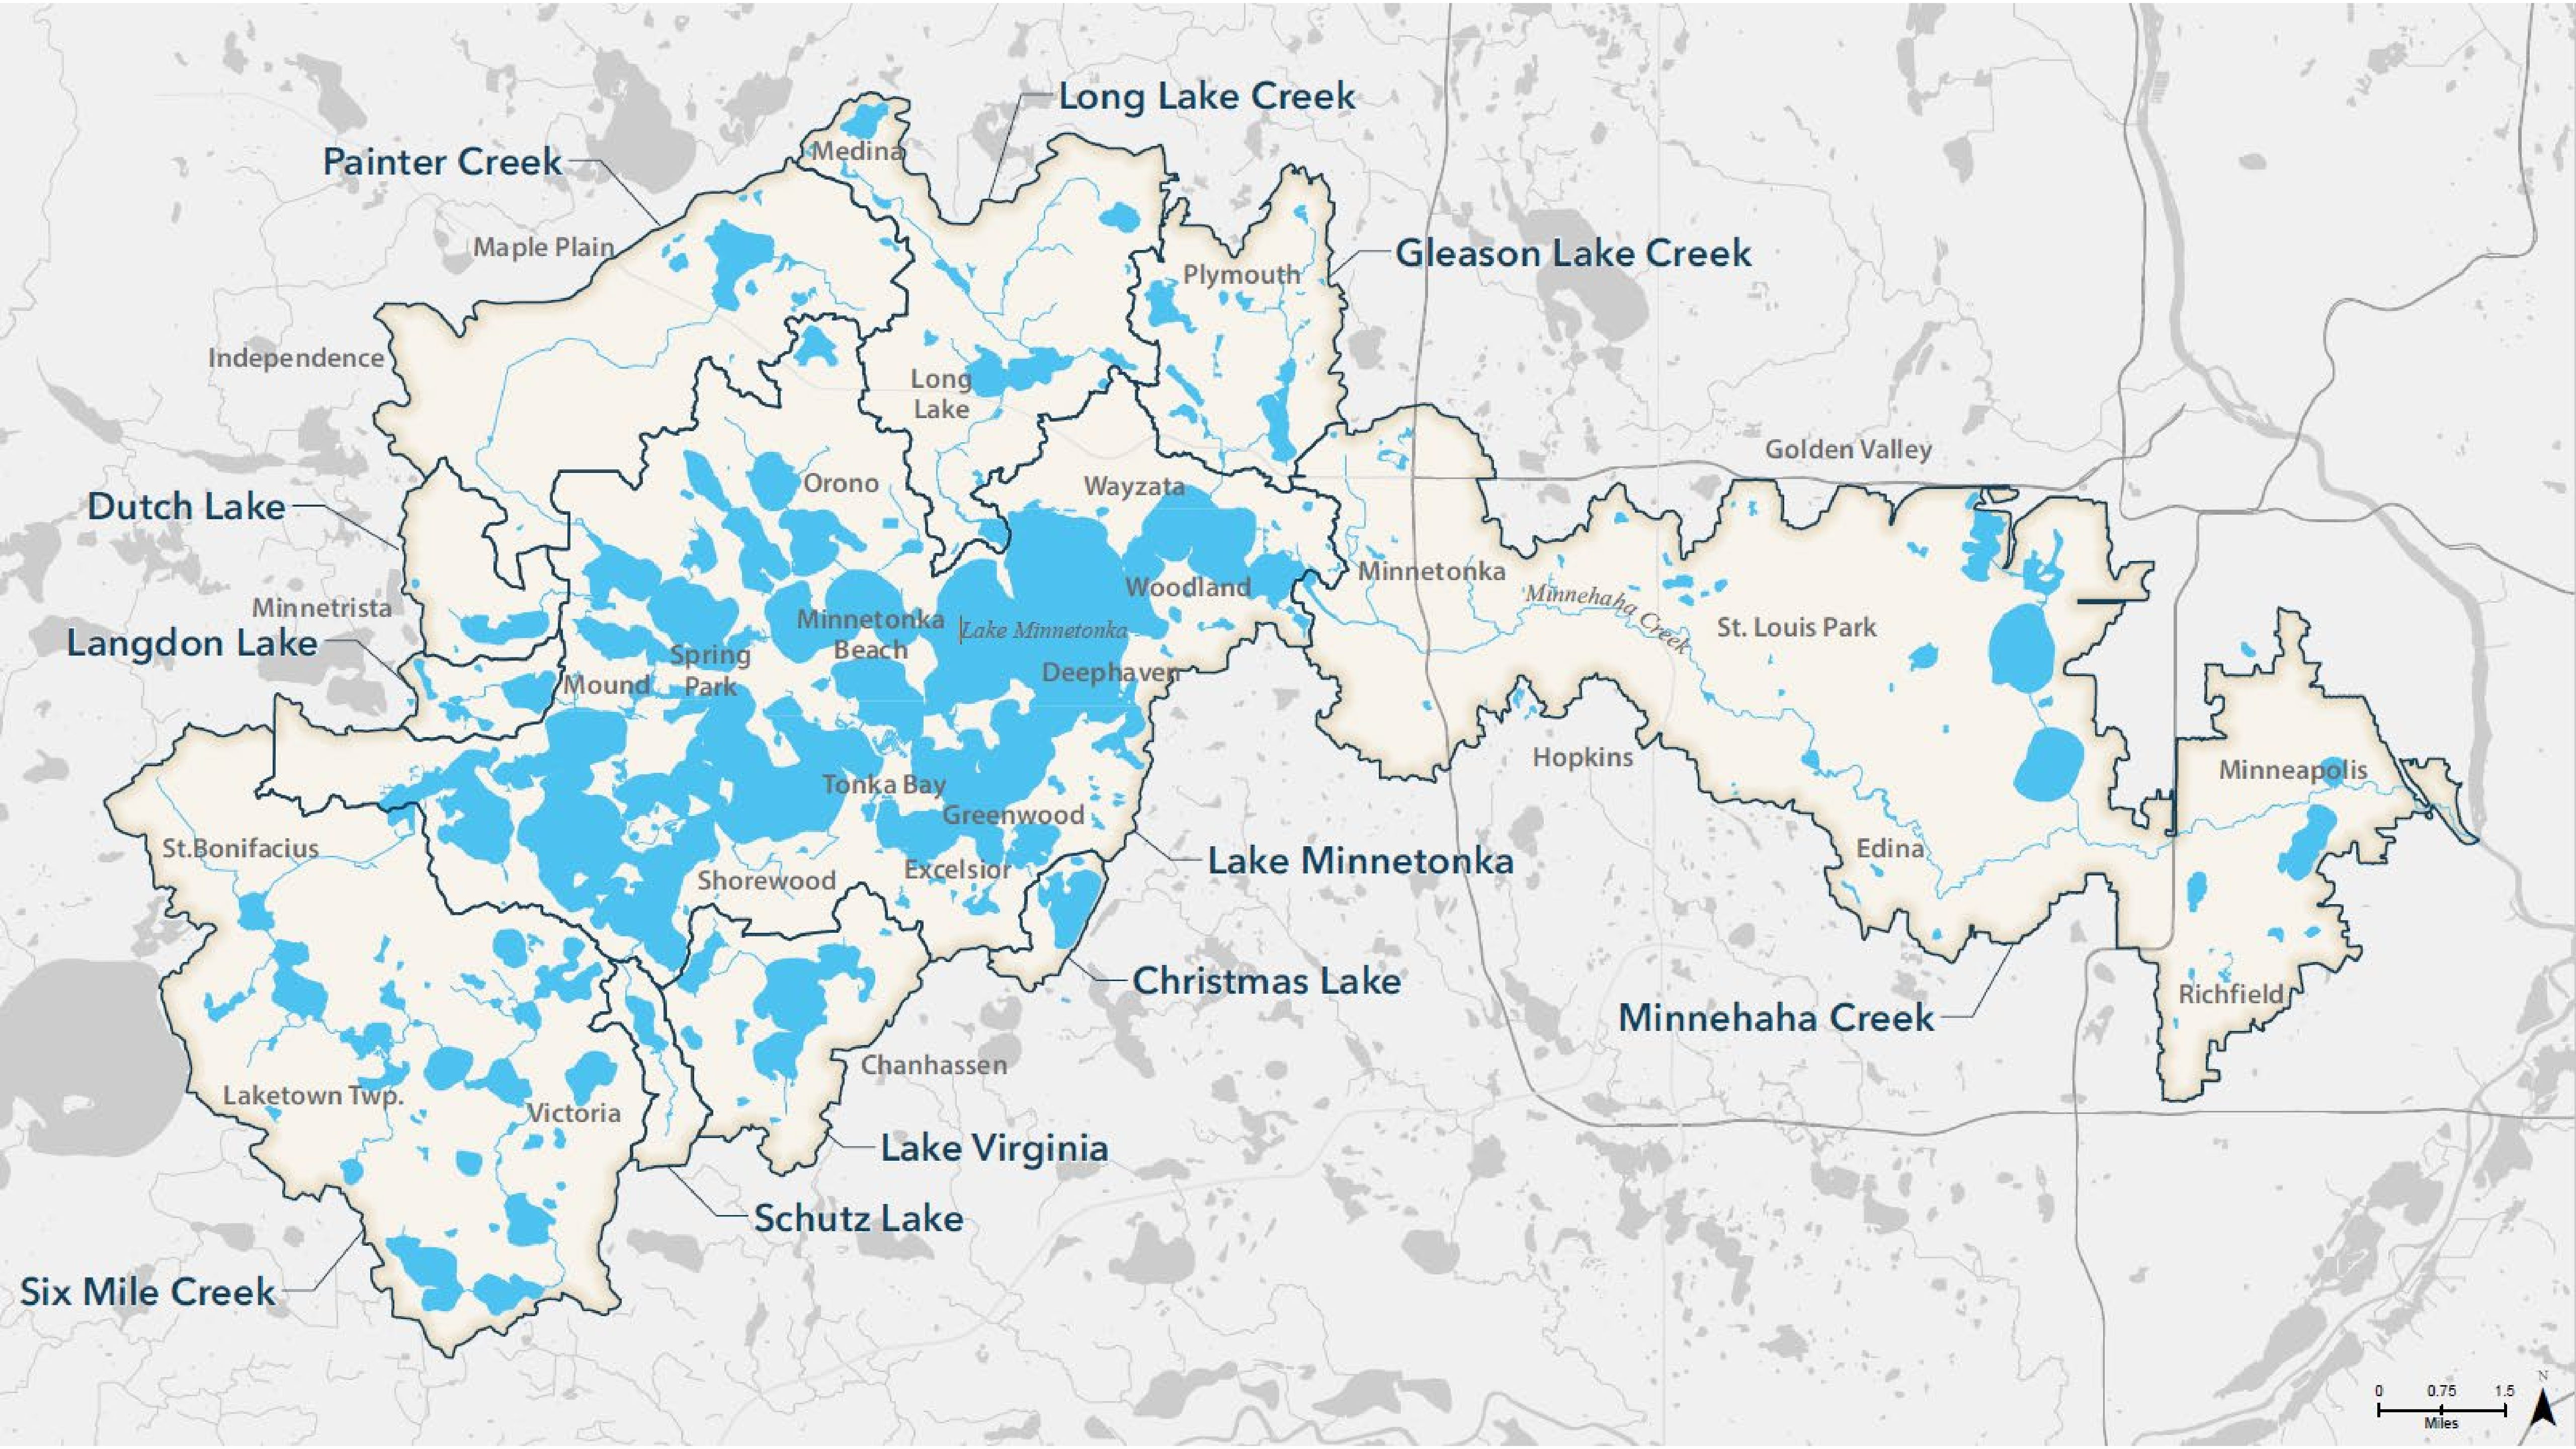 Long Lake Creek
Painter Creek
Medina
Maple Plain
Gleason Lake Creek
Plymouth
Independence
Long
Lake
Golden Valley
Dutch Lake
Orono
Wayzata
Minnetonka
Minnetrista
Woodland
Minnehaha Creek
Langdon Lake
Minnetonka
Beach
Lake Minnetonka
St. Louis Park
Spring
Park
Mound
Deephaven
Hopkins
Minneapolis
Tonka Bay
Greenwood
St.Bonifacius
Edina
Shorewood
Excelsior
Lake Minnetonka
Christmas Lake
Richfield
Minnehaha Creek
Chanhassen
Laketown Twp.
Victoria
Lake Virginia
Schutz Lake
Six Mile Creek
0 0.75 1.5
Miles
N